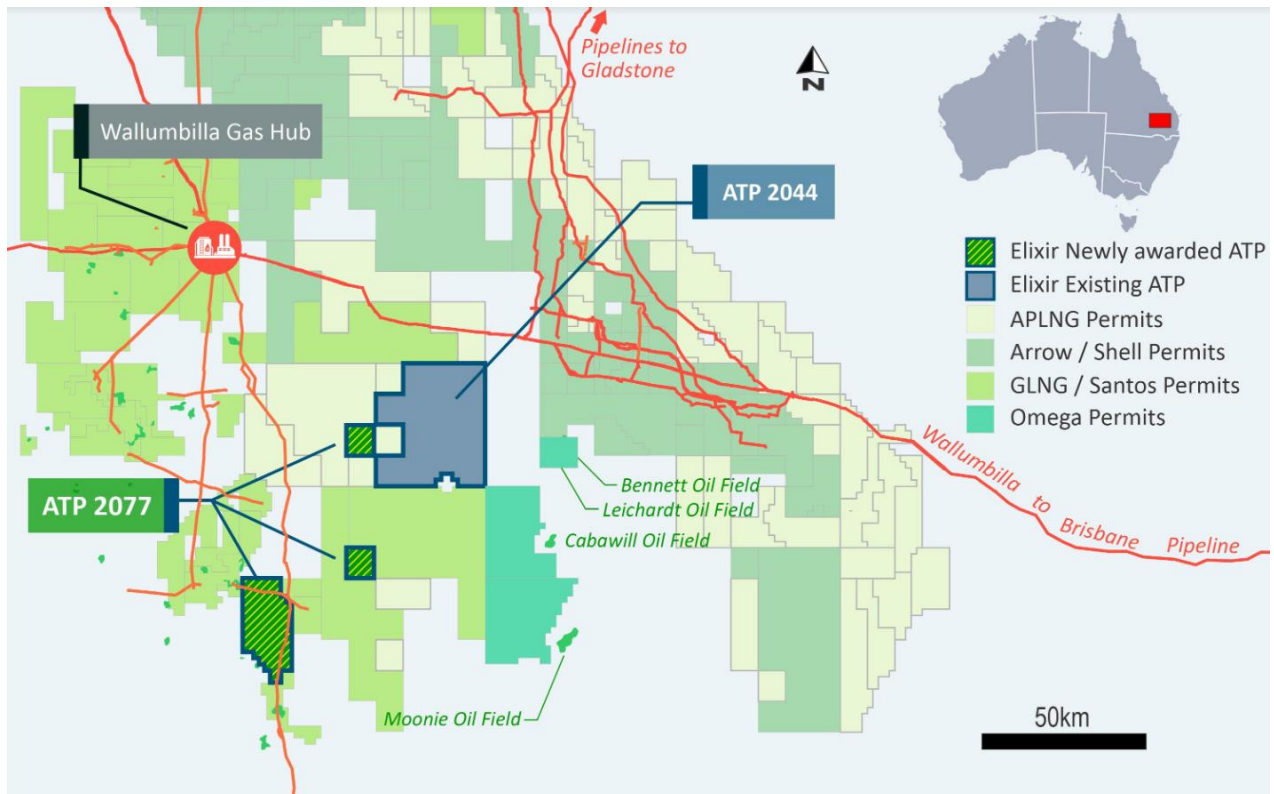 Pipelines to
Gladstone
N
Wallumbilla Gas Hub
ATP 2044
Elixir Newly awarded ATP
Elixir Existing ATP
APLNG Permits
Arrow / Shell Permits
GLNG / Santos Permits
Omega Permits
ATP 2077
Bennett Oil Field
Leichardt Oil Field
Cabawill Oil Field
Wallumbilla to Brisbane Pipeline
Moonie Oil Field
50km